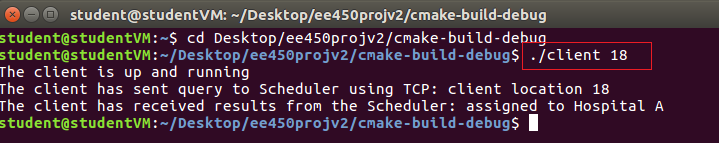 student@studentVM: ~/Desktop/ee450projv2/cmake-build-debug
student@studentVM:~$ cd Desktop/ee450projv2/cmake-build-debug
student@studentVM:~/Desktop/ee450projv2/cmake-build-debug$ ./client 18
The client is up and running
The client has sent query to Scheduler using TCP: client location 18
The client has received results from the Scheduler: assigned to Hospital A
student@studentVM:~/Desktop/ee450projv2/cmake-build-debug$